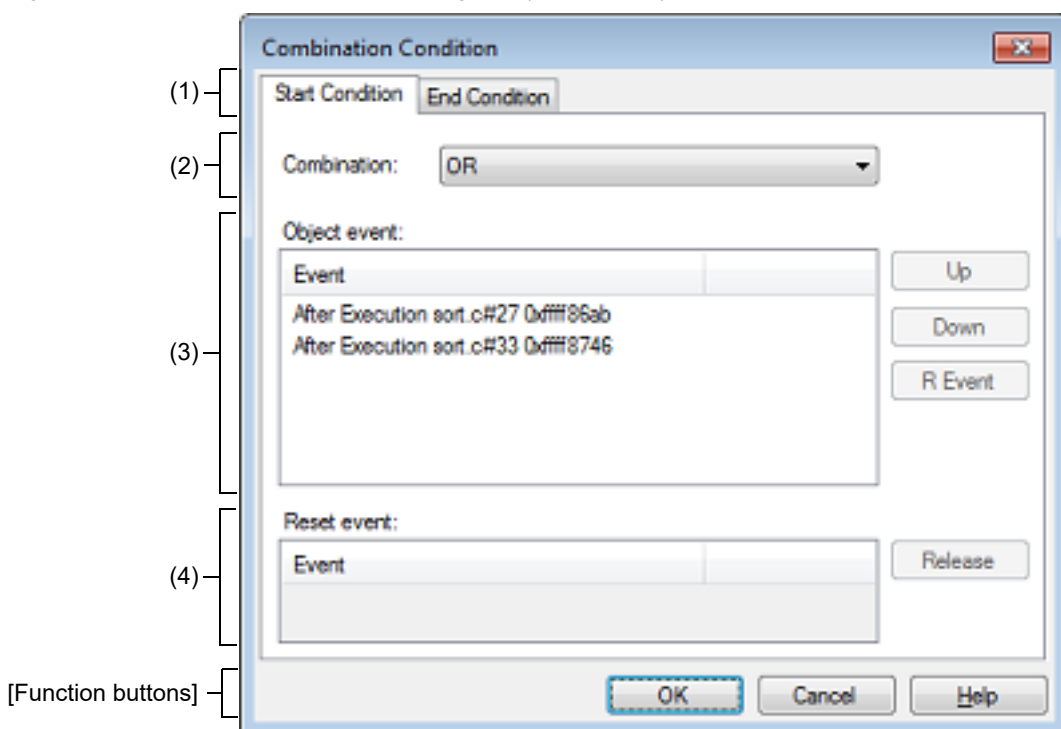 Combination Condition
(1)
Start Condition End Condition
(2)
Combination: OR
Object event:
Event
Up
After Execution sort.c#27 0xffff86ab
Down
After Execution sort.c#33 0xffff8746
(3)
R Event
Reset event:
Event
Release
(4)
[Function buttons]
OK Cancel Help